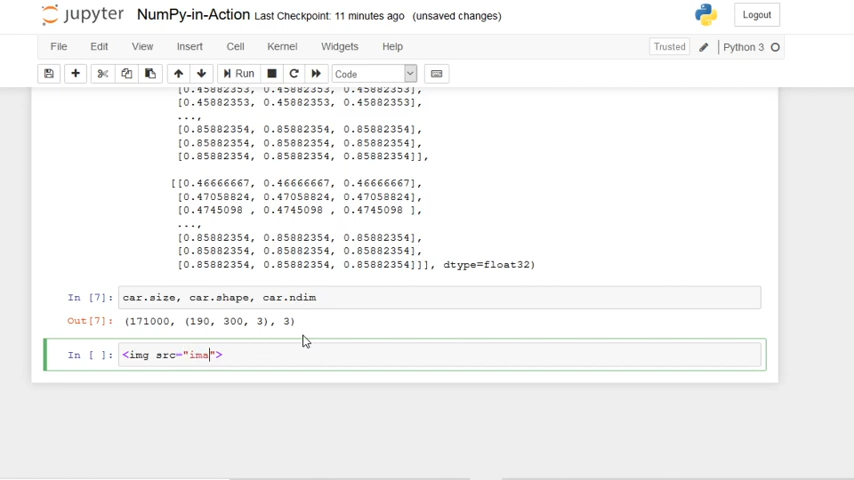 jupyter NumPy-in-Action Last Checkpoint: 11 minutes ago (unsaved changes) Logout
File Edit View Insert Cell Kernel Widgets Help Trusted Python 3
Run Code
[0.45882353, 0.45882353, 0.45882353],
[0.45882353, 0.45882353, 0.45882353],
...,
[0.85882354, 0.85882354, 0.85882354],
[0.85882354, 0.85882354, 0.85882354],
[0.85882354, 0.85882354, 0.85882354]],
[[0.46666667, 0.46666667, 0.46666667],
[0.47058824, 0.47058824, 0.47058824],
[0.4745098 , 0.4745098 , 0.4745098 ],
...,
[0.85882354, 0.85882354, 0.85882354],
[0.85882354, 0.85882354, 0.85882354],
[0.85882354, 0.85882354, 0.85882354]]], dtype=float32)
In [7]: car.size, car.shape, car.ndim
Out[7]: (171000, (190, 300, 3), 3)
In [ ]: <img src="ima">